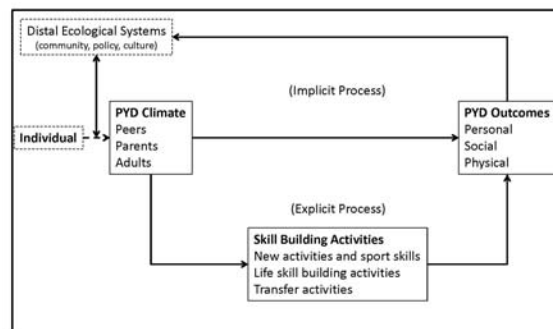 Distal Ecological Systems
(community, policy, culture)
(Implicit Process)
Individual
PYD Climate
Peers
Parents
Adults
PYD Outcomes
Personal
Social
Physical
(Explicit Process)
Skill Building Activities
New activities and sport skills
Life skill building activities
Transfer activities